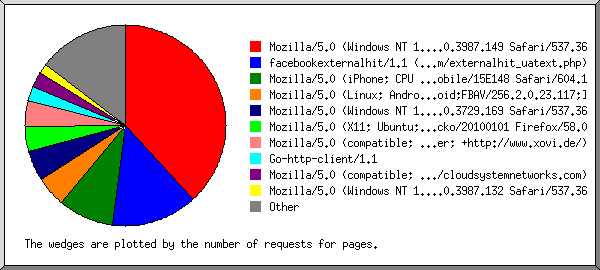 Mozilla/5.0 (Windows NT 1....0.3987.149 Safari/537.36
facebookexternalhit/1.1 (...m/externalhit_uatext.php)
Mozilla/5.0 (iPhone; CPU ...obile/15E148 Safari/604.1
Mozilla/5.0 (Linux; Andro...oid;FBAV/256.2.0.23.117;]
Mozilla/5.0 (Windows NT 1....0.3729.169 Safari/537.36
Mozilla/5.0 (X11; Ubuntu;...cko/20100101 Firefox/58.0
Mozilla/5.0 (compatible; ...er; +http://www.xovi.de/)
Go-http-client/1.1
Mozilla/5.0 (compatible; .../cloudsystemnetworks.com)
Mozilla/5.0 (Windows NT 1....0.3987.132 Safari/537.36
Other
The wedges are plotted by the number of requests for pages.